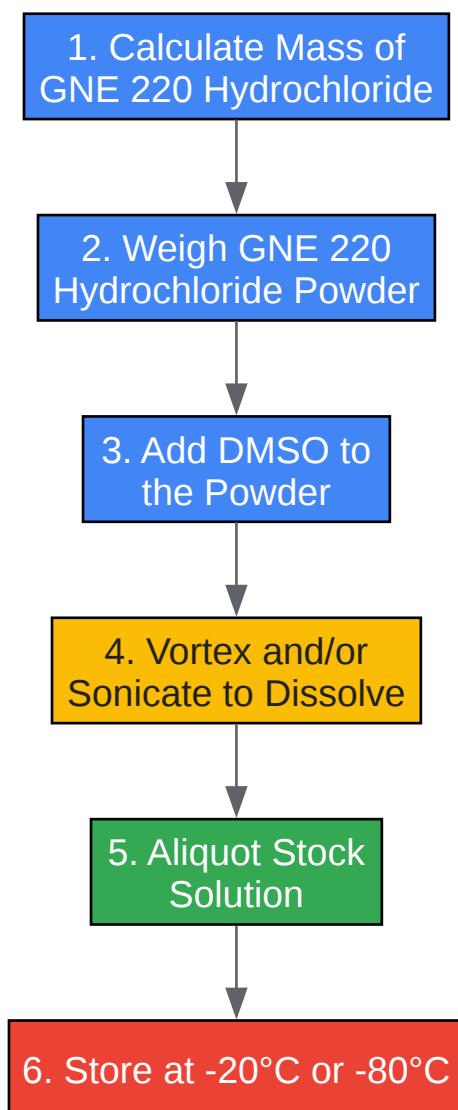 1. Calculate Mass of
GNE 220 Hydrochloride
2. Weigh GNE 220
Hydrochloride Powder
3. Add DMSO to
the Powder
4. Vortex and/or
Sonicate to Dissolve
5. Aliquot Stock
Solution
6. Store at -20°C or -80°C